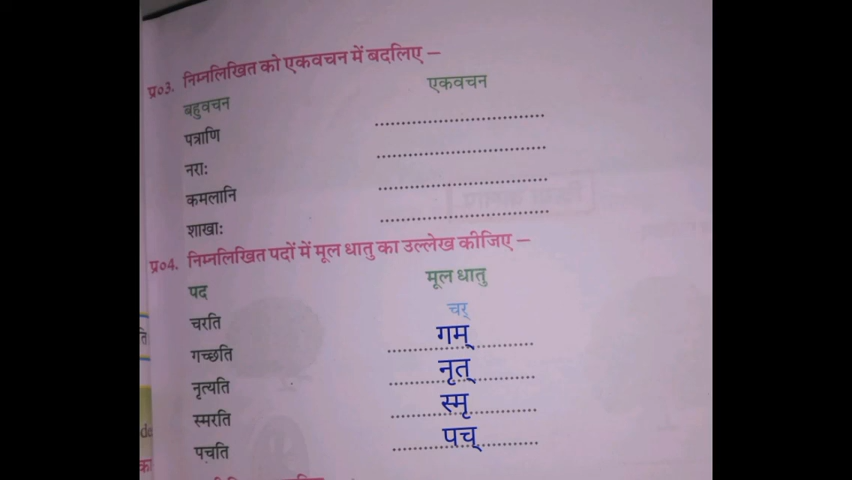 प्र०3. निम्नलिखित को एकवचन में बदलिए –
बहुवचन एकवचन
पत्राणि ........................................
नराः ........................................
कमलानि ........................................
शाखाः ........................................
प्र०4. निम्नलिखित पदों में मूल धातु का उल्लेख कीजिए –
पद मूल धातु
चरति चर्
गच्छति गम्
नृत्यति नृत्
स्मरति स्मृ
पचति पच्
ति
de
का